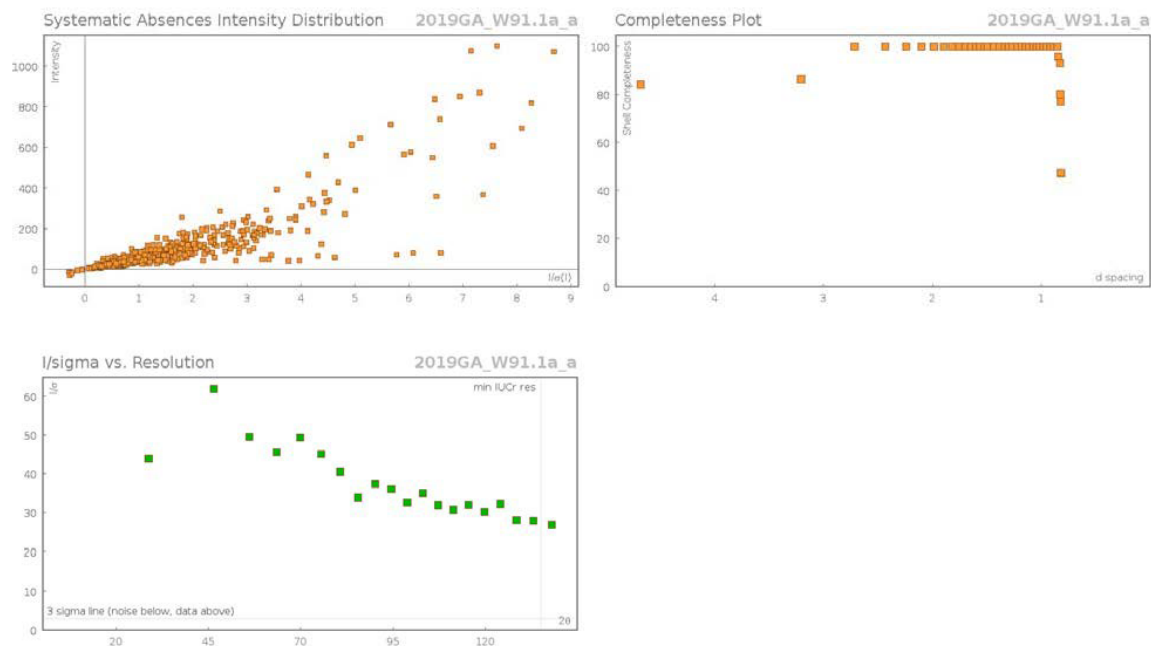 Systematic Absences Intensity Distribution
2019GA_W91.1a_a
Intensity
1000
800
600
400
200
0
I/σ(I)
0 1 2 3 4 5 6 7 8 9
Completeness Plot
2019GA_W91.1a_a
Shell Completeness
100
80
60
40
20
0
d spacing
4 3 2 1
I/sigma vs. Resolution
2019GA_W91.1a_a
I/σ
min IUCr res
60
50
40
30
20
10
0
3 sigma line (noise below, data above)
2θ
20 45 70 95 120